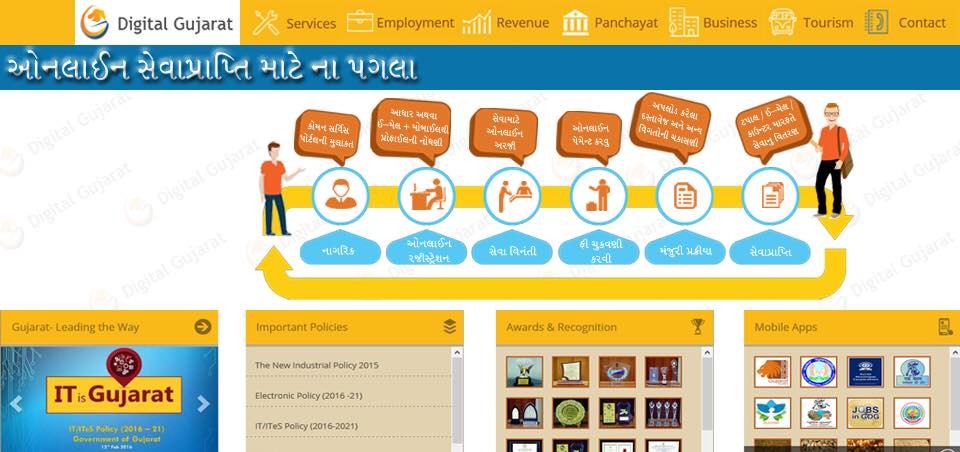 Digital Gujarat
Services
Employment
Revenue
Panchayat
Business
Tourism
Contact
ઓનલાઈન સેવાપ્રાપ્તિ માટે ના પગલા
કોમન સર્વિસ
પોર્ટલની મુલાકત
આધાર અથવા
ઈ-મેલ + મોબાઈલથી
પ્રોફાઈલની નોંધણી
સેવામાટે
ઓનલાઈન
અરજી
ઓનલાઈન
પેમેન્ટ કરવુ
અપલોડ કરેલા
દસ્તાવેજ અને અન્ય
વિગતોની ચકાસણી
ટપાલ / ઈ-મેલ /
કાઉન્ટર મારફતે
સેવાનુ વિતરણ
નાગરિક
ઓનલાઈન
રજીસ્ટ્રેશન
સેવા વિનંતી
ફી ચુકવણી
કરવી
મંજુરી પ્રક્રીયા
સેવાપ્રાપ્તિ
Gujarat- Leading the Way
Important Policies
Awards & Recognition
Mobile Apps
IT is Gujarat
IT/ITeS Policy (2016 – 21)
Government of Gujarat
12th Feb 2016
The New Industrial Policy 2015
Electronic Policy (2016 -21)
IT/ITeS Policy (2016-2021)
JOBS
in GOG